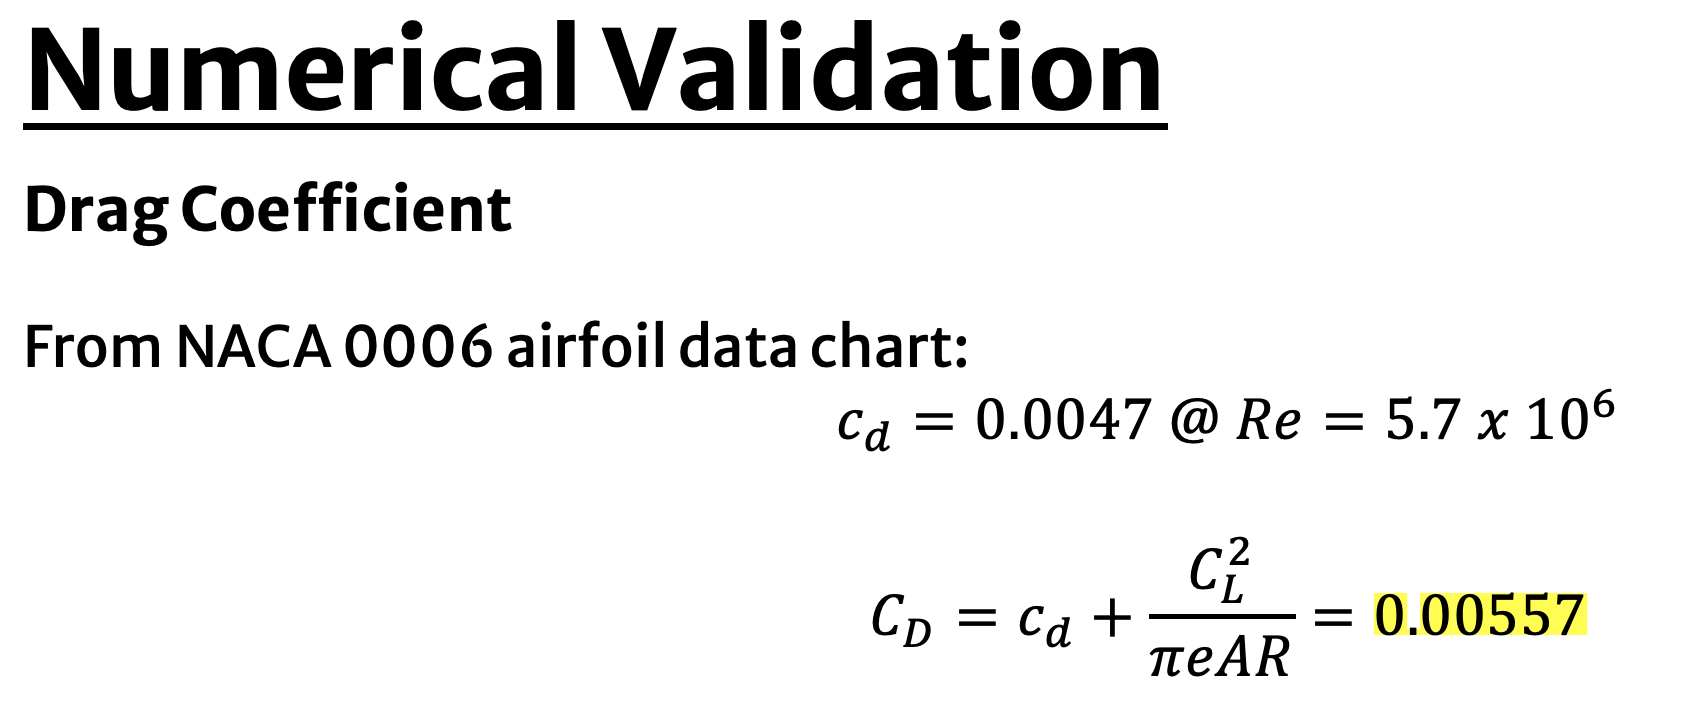 Numerical Validation
Drag Coefficient
From NACA 0006 airfoil data chart:
c_d = 0.0047 @ Re = 5.7 x 10^6
C_D = c_d + C_L^2 / πeAR = 0.00557